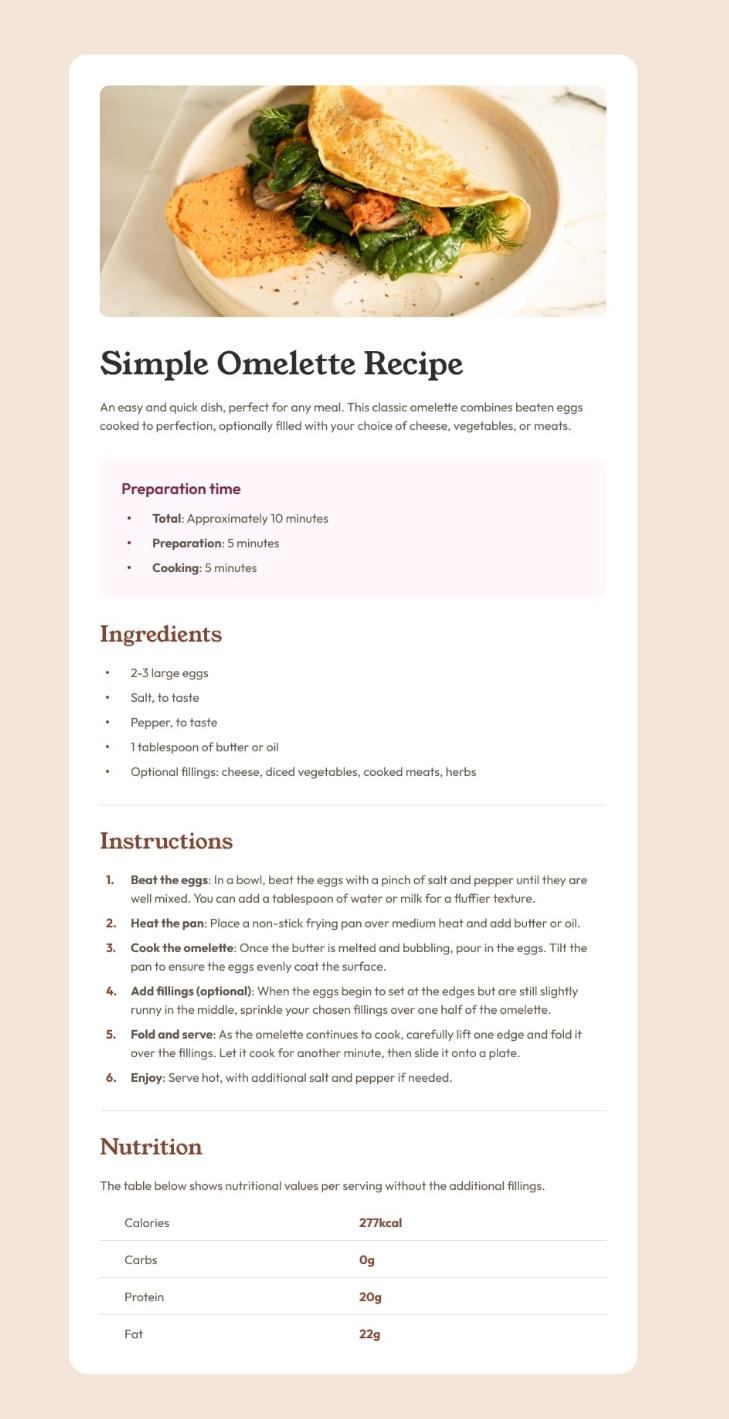 Simple Omelette Recipe
An easy and quick dish, perfect for any meal. This classic omelette combines beaten eggs
cooked to perfection, optionally filled with your choice of cheese, vegetables, or meats.
Preparation time
• Total: Approximately 10 minutes
• Preparation: 5 minutes
• Cooking: 5 minutes
Ingredients
• 2-3 large eggs
• Salt, to taste
• Pepper, to taste
• 1 tablespoon of butter or oil
• Optional fillings: cheese, diced vegetables, cooked meats, herbs
Instructions
1. Beat the eggs: In a bowl, beat the eggs with a pinch of salt and pepper until they are
well mixed. You can add a tablespoon of water or milk for a fluffier texture.
2. Heat the pan: Place a non-stick frying pan over medium heat and add butter or oil.
3. Cook the omelette: Once the butter is melted and bubbling, pour in the eggs. Tilt the
pan to ensure the eggs evenly coat the surface.
4. Add fillings (optional): When the eggs begin to set at the edges but are still slightly
runny in the middle, sprinkle your chosen fillings over one half of the omelette.
5. Fold and serve: As the omelette continues to cook, carefully lift one edge and fold it
over the fillings. Let it cook for another minute, then slide it onto a plate.
6. Enjoy: Serve hot, with additional salt and pepper if needed.
Nutrition
The table below shows nutritional values per serving without the additional fillings.
Calories 277kcal
Carbs 0g
Protein 20g
Fat 22g